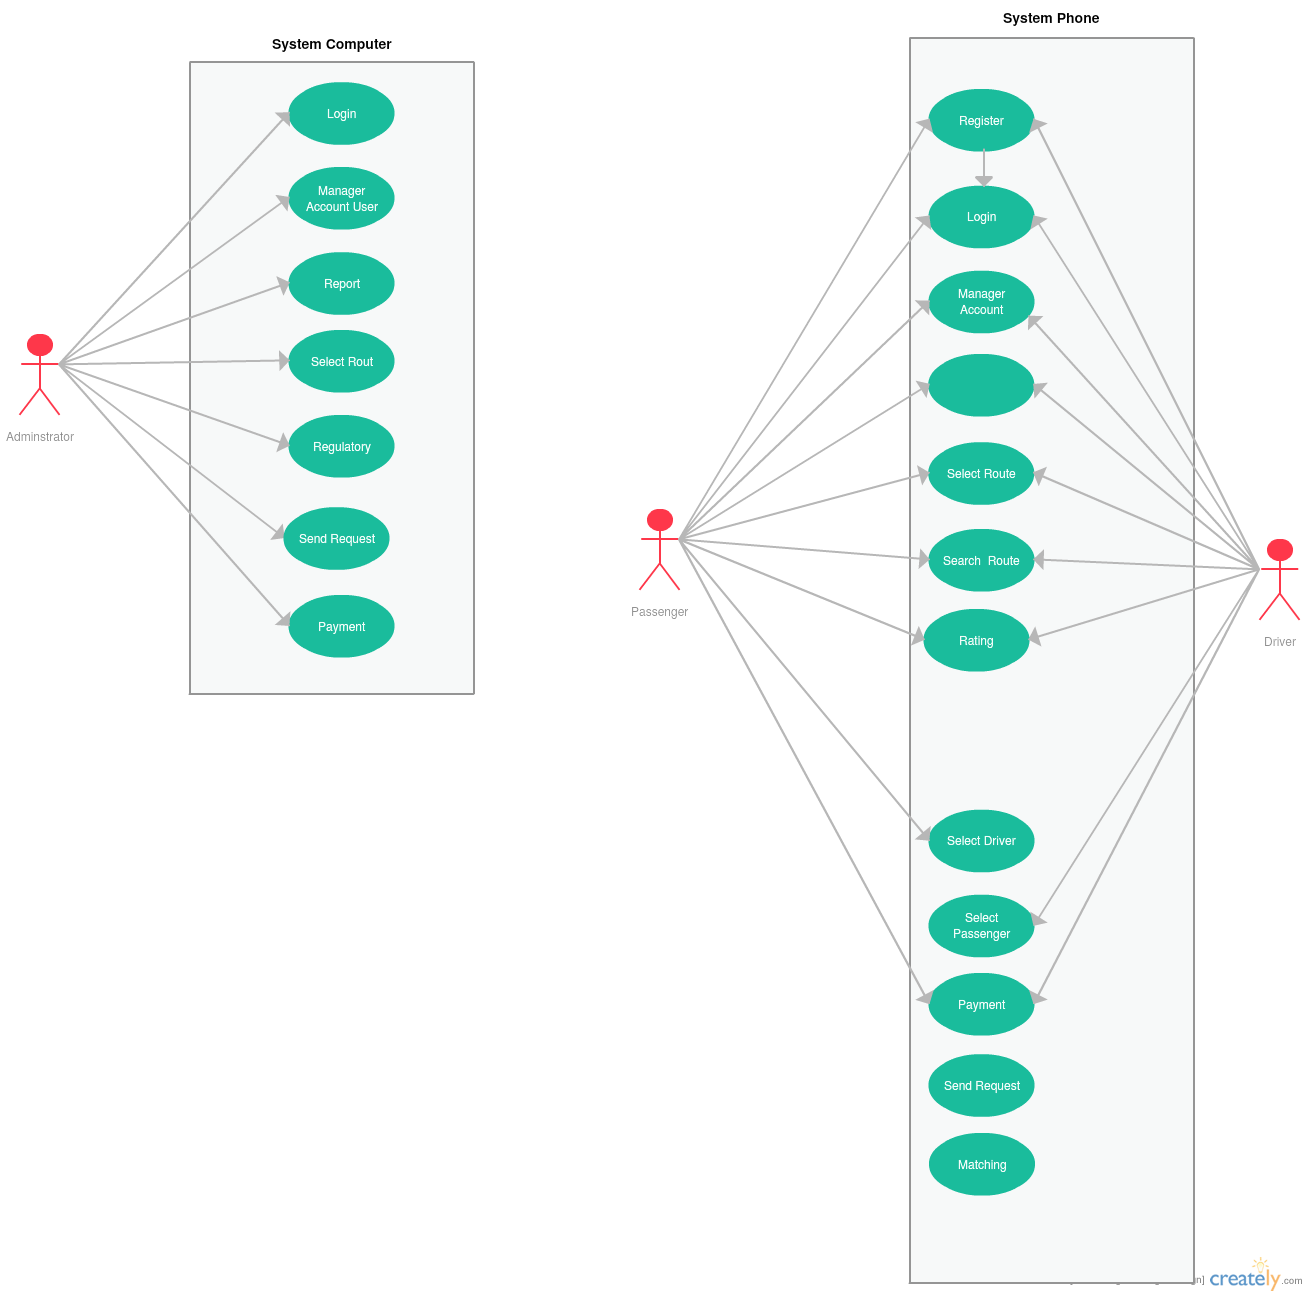 System Computer
Login
Manager
Account User
Report
Select Rout
Regulatory
Send Request
Payment
Adminstrator
System Phone
Register
Login
Manager
Account
Select Route
Search  Route
Rating
Select Driver
Select
Passenger
Payment
Send Request
Matching
Passenger
Driver
creately.com